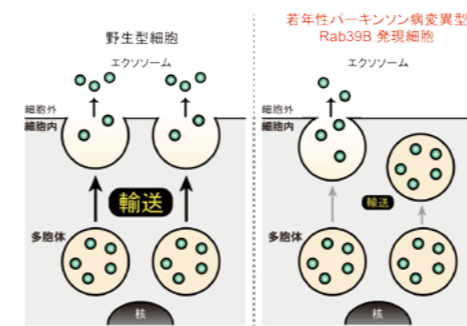 野生型細胞
エクソソーム
細胞外
細胞内
輸送
多胞体
核
若年性パーキンソン病変異型
Rab39B 発現細胞
エクソソーム
細胞外
細胞内
輸送
多胞体
核